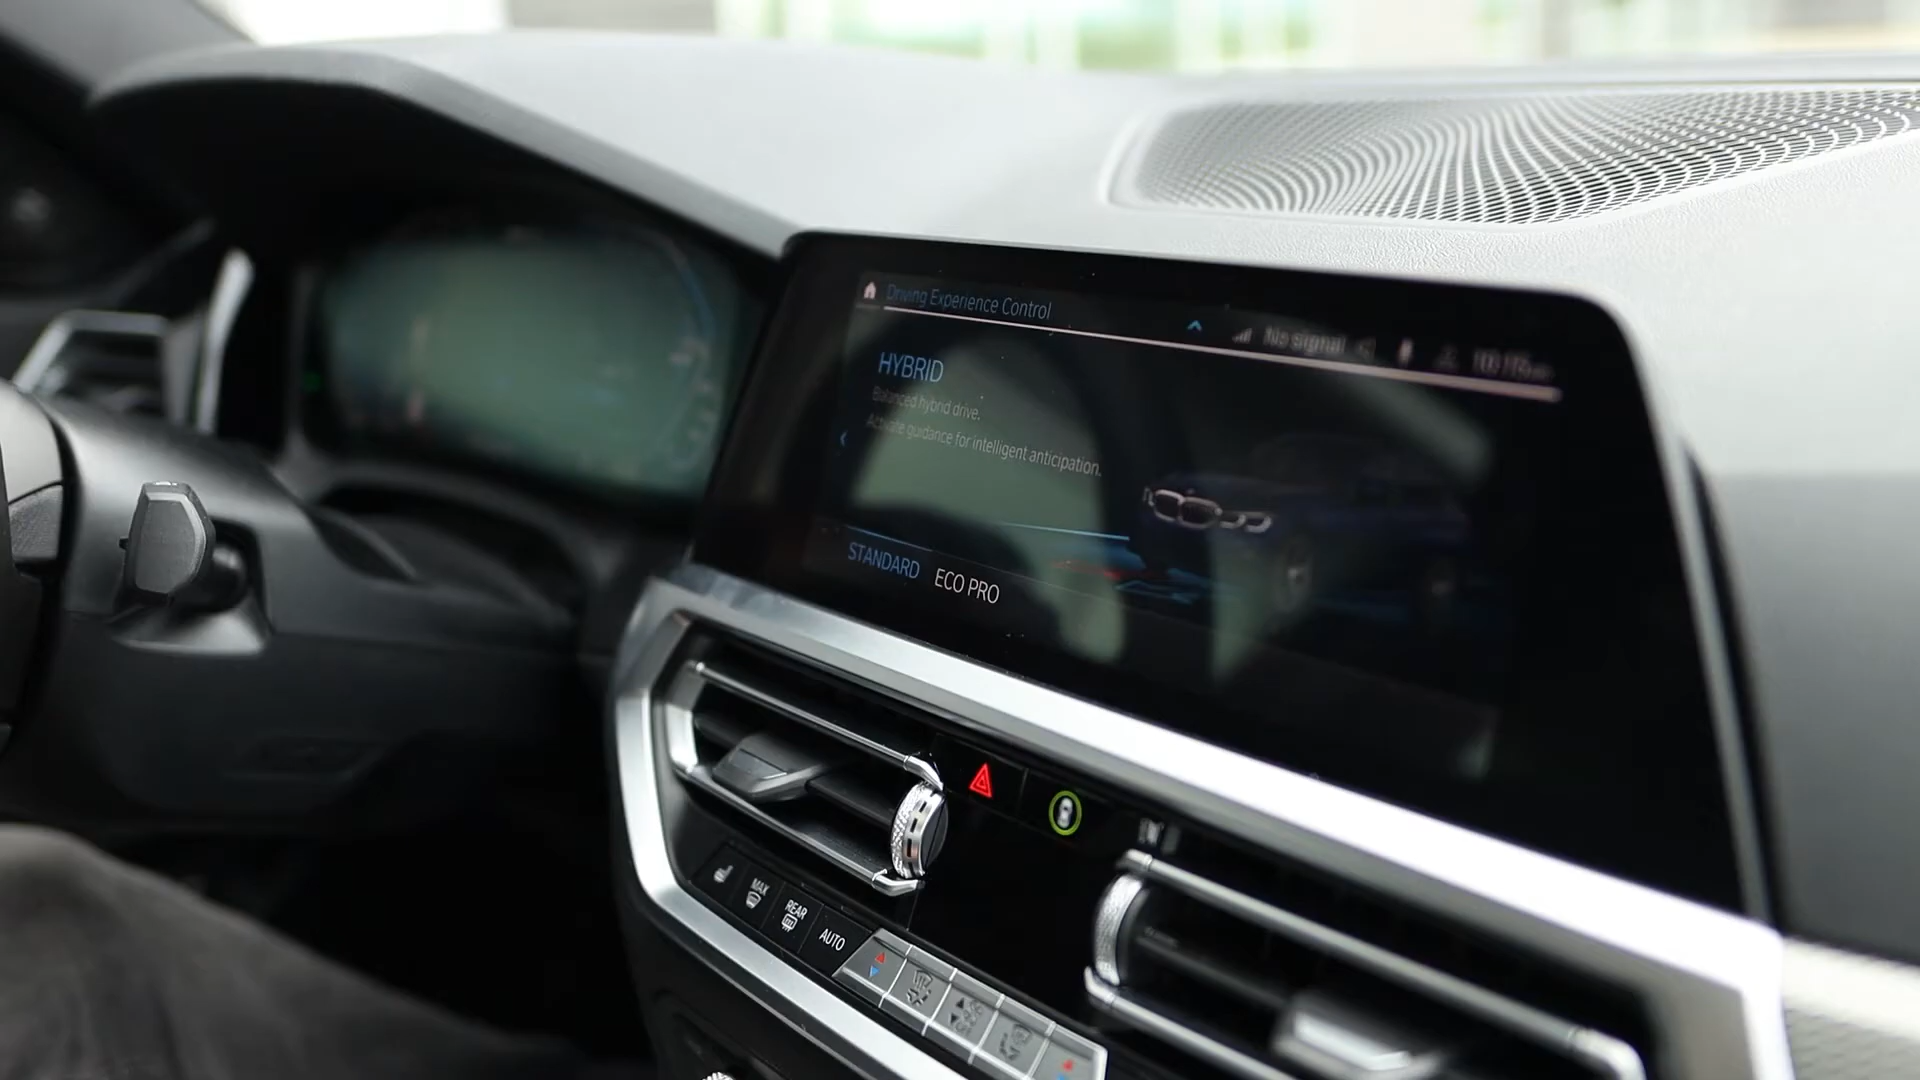 Driving Experience Control
No signal
HYBRID
Balanced hybrid drive.
Activate guidance for intelligent anticipation.
STANDARD ECO PRO
MAX
REAR
AUTO